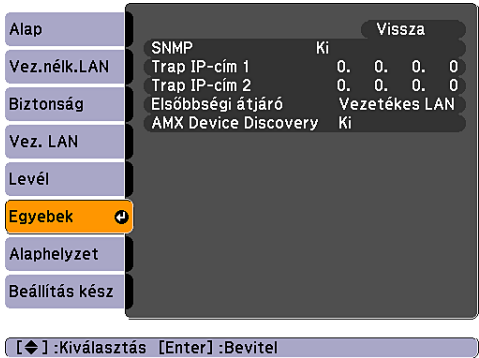 Alap
Vez.nélk.LAN
Biztonság
Vez. LAN
Levél
Egyebek
Alaphelyzet
Beállítás kész
Vissza
SNMP Ki
Trap IP-cím 1 0. 0. 0. 0
Trap IP-cím 2 0. 0. 0. 0
Elsőbbségi átjáró Vezetékes LAN
AMX Device Discovery Ki
[ ] :Kiválasztás [Enter] :Bevitel